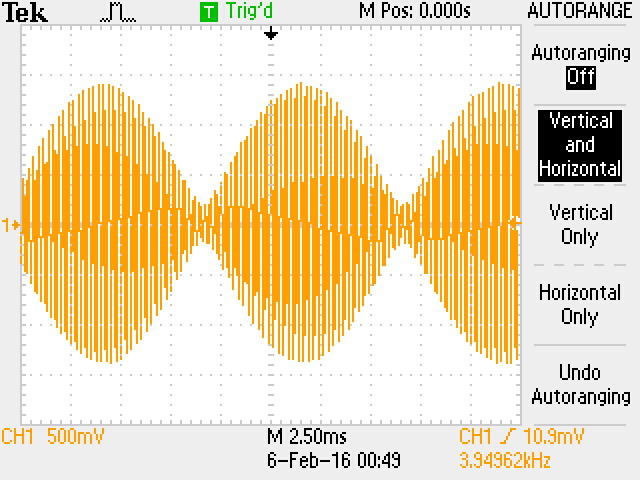 Tek
T Trig'd
M Pos: 0.000s
AUTORANGE
Autoranging
Off
Vertical
and
Horizontal
Vertical
Only
Horizontal
Only
Undo
Autoranging
1
CH1 500mV
M 2.50ms
CH1 10.9mV
6-Feb-16 00:49
3.94962kHz